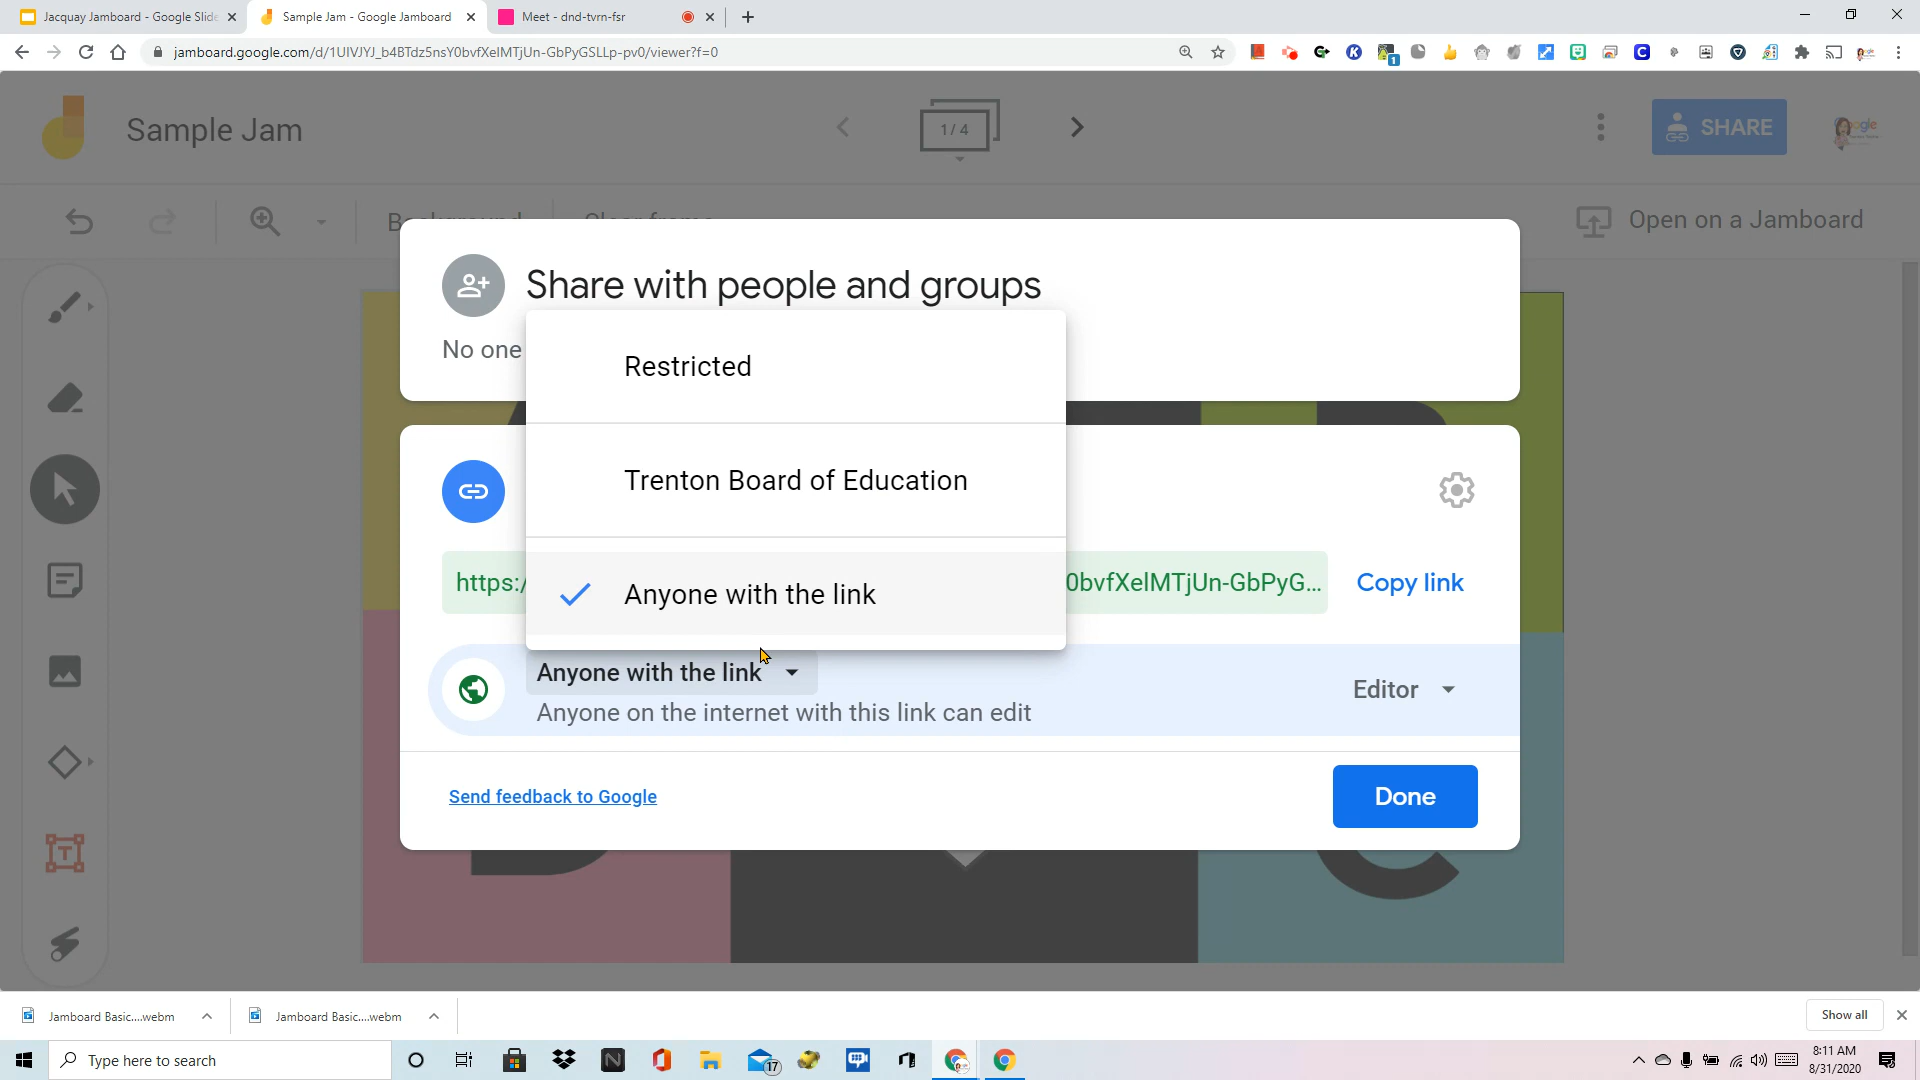 Jacquay Jamboard - Google Slide
Sample Jam - Google Jamboard
Meet - dnd-tvrn-fsr
jamboard.google.com/d/1UIVJYJ_b4BTdz5nsY0bvfXelMTjUn-GbPyGSLLp-pv0/viewer?f=0
Sample Jam
1 / 4
SHARE
Open on a Jamboard
Share with people and groups
No one
Restricted
Trenton Board of Education
Anyone with the link
https:/
0bvfXelMTjUn-GbPyG...
Copy link
Anyone with the link
Anyone on the internet with this link can edit
Editor
Send feedback to Google
Done
Jamboard Basic....webm
Jamboard Basic....webm
Show all
Type here to search
17
8:11 AM
8/31/2020